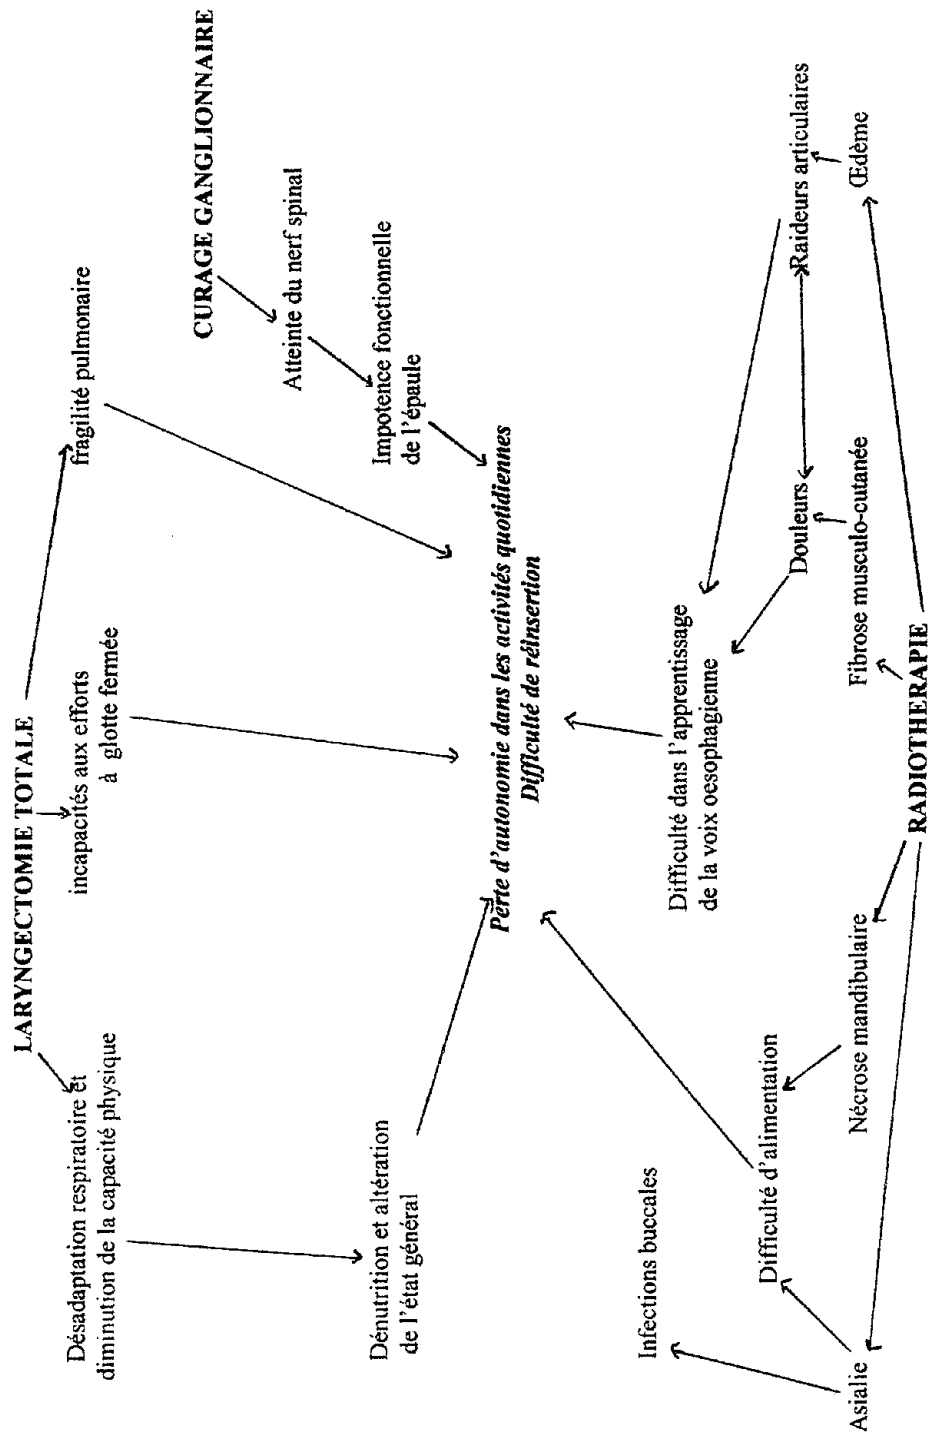 LARYNGECTOMIE TOTALE
CURAGE GANGLIONNAIRE
Désadaptation respiratoire et
diminution de la capacité physique
incapacités aux efforts
à glotte fermée
fragilité pulmonaire
Atteinte du nerf spinal
Impotence fonctionnelle
de l'épaule
Dénutrition et altération
de l'état général
Perte d'autonomie dans les activités quotidiennes
Difficulté de réinsertion
Infections buccales
Difficulté dans l'apprentissage
de la voix oesophagienne
Difficulté d'alimentation
Douleurs
Raideurs articulaires
Asialie
Nécrose mandibulaire
Fibrose musculo-cutanée
Œdème
RADIOTHERAPIE